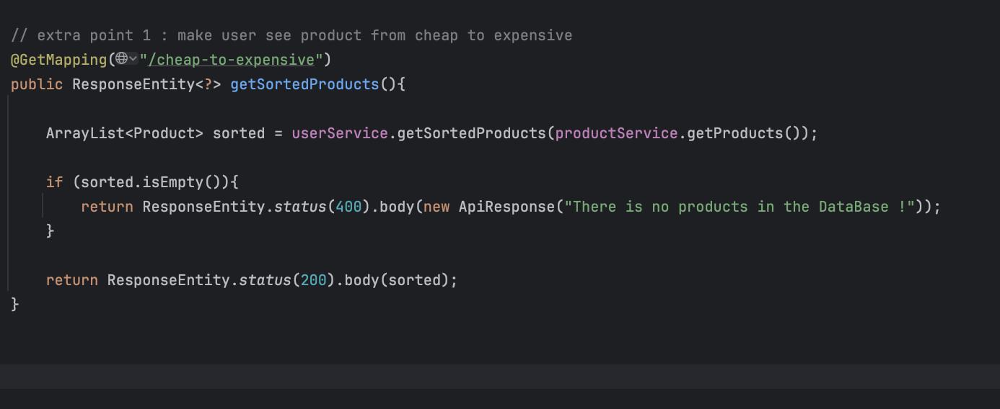 // extra point 1 : make user see product from cheap to expensive
@GetMapping("/cheap-to-expensive")
public ResponseEntity<?> getSortedProducts(){
ArrayList<Product> sorted = userService.getSortedProducts(productService.getProducts());
if (sorted.isEmpty()){
return ResponseEntity.status(400).body(new ApiResponse("There is no products in the DataBase !"));
}
return ResponseEntity.status(200).body(sorted);
}